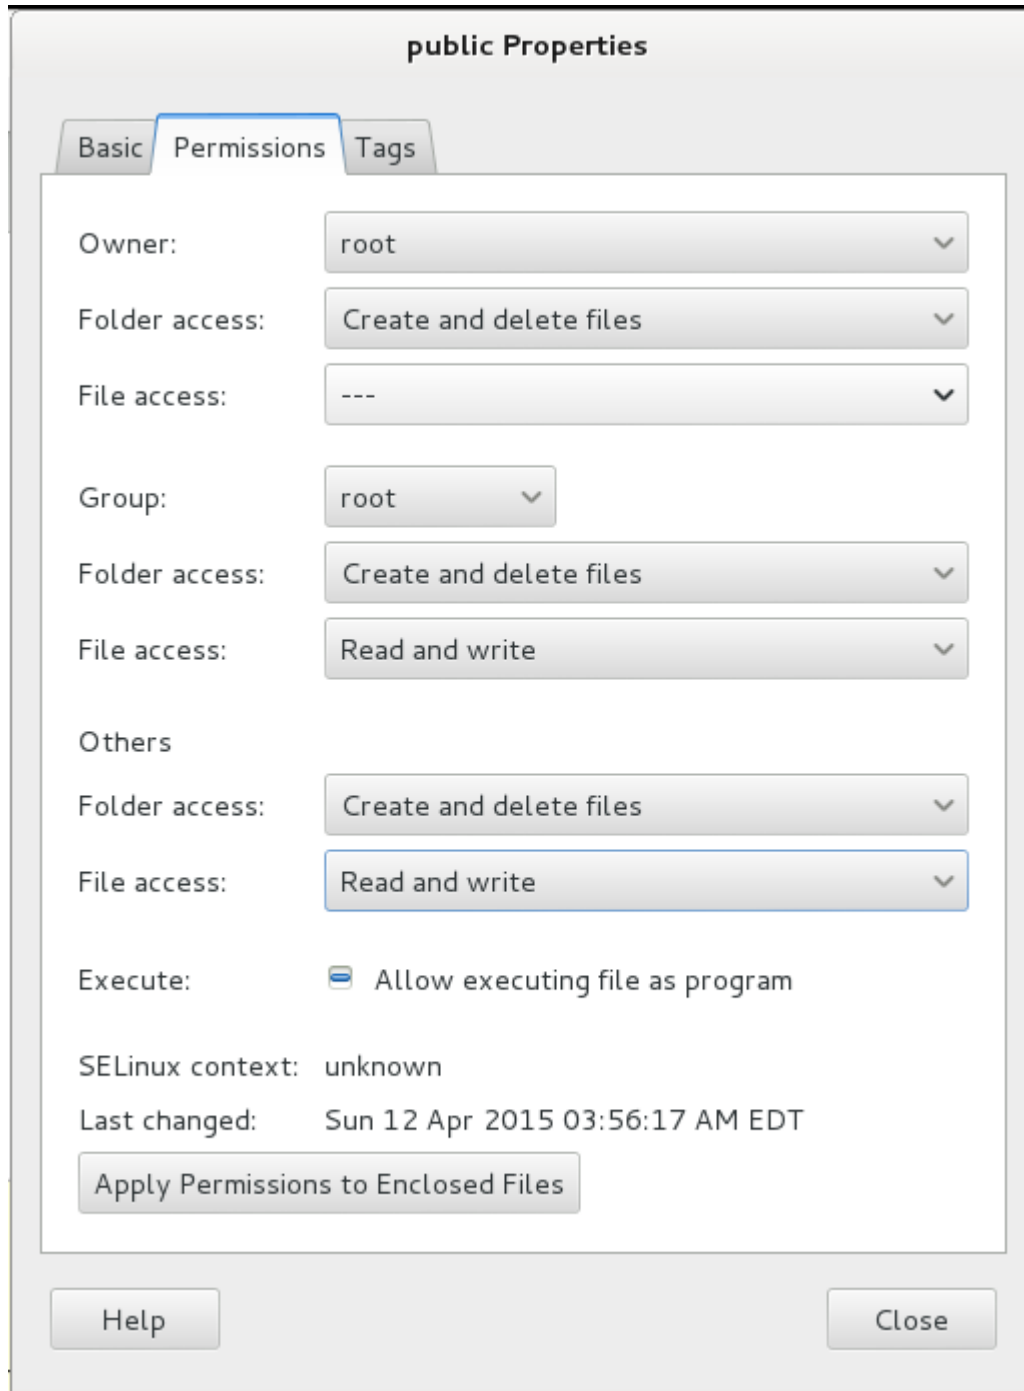 public Properties
Basic Permissions Tags
Owner: root
Folder access: Create and delete files
File access: ---
Group: root
Folder access: Create and delete files
File access: Read and write
Others
Folder access: Create and delete files
File access: Read and write
Execute: Allow executing file as program
SELinux context: unknown
Last changed: Sun 12 Apr 2015 03:56:17 AM EDT
Apply Permissions to Enclosed Files
Help Close